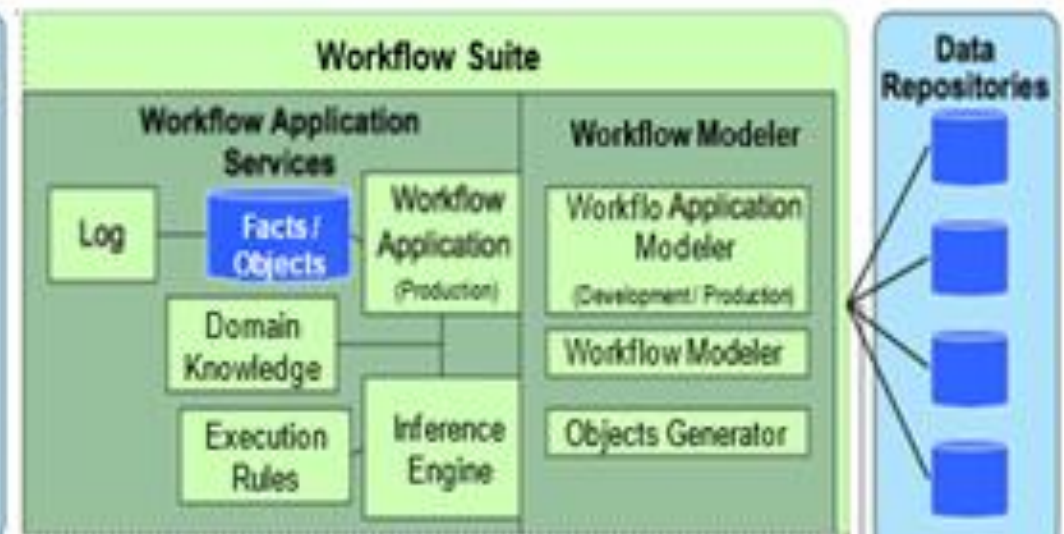 Workflow Suite
Workflow Application
Services
Log
Facts /
Objects
Workflow
Application
(Production)
Domain
Knowledge
Execution
Rules
Inference
Engine
Workflow Modeler
Workflo Application
Modeler
(Development / Production)
Workflow Modeler
Objects Generator
Data
Repositories